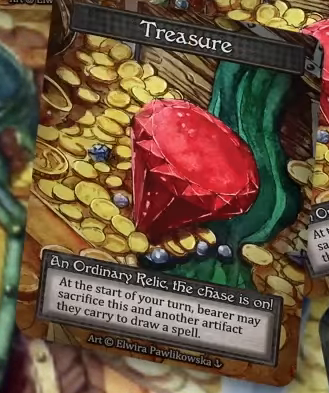 Treasure
An Ordinary Relic, the chase is on!
At the start of your turn, bearer may
sacrifice this and another artifact
they carry to draw a spell.
Art © Elwira Pawlikowska